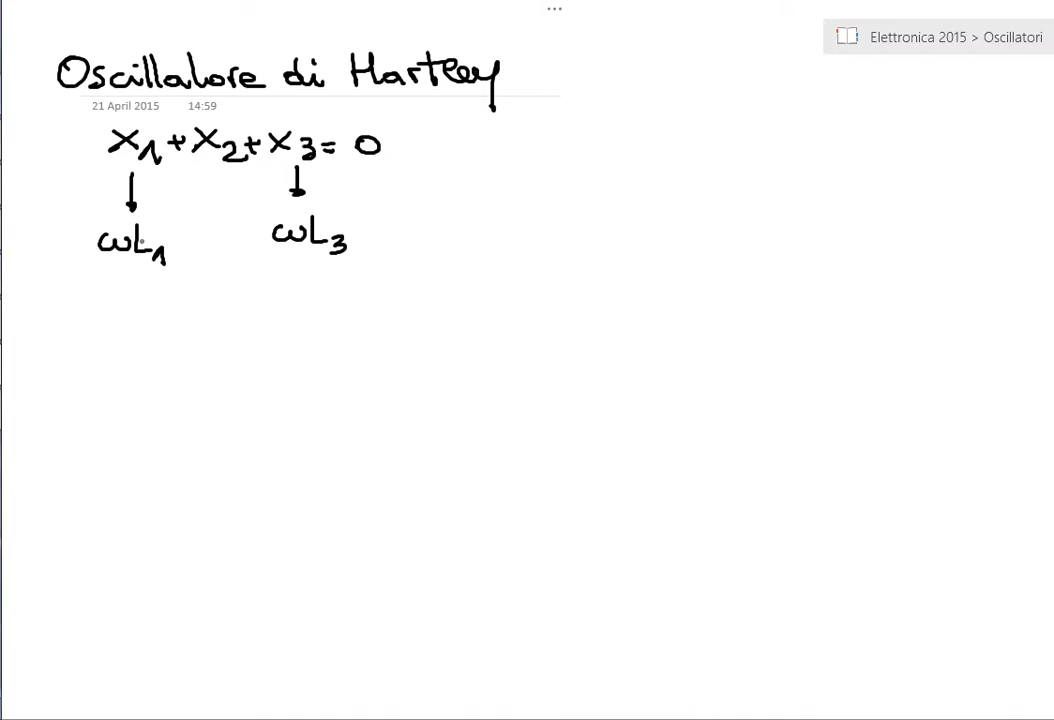 ...
Elettronica 2015 > Oscillatori
Oscillatore di Hartley
21 April 2015 14:59
X₁+X₂+X₃= 0
↓ ↓
ωL₁ ωL₃